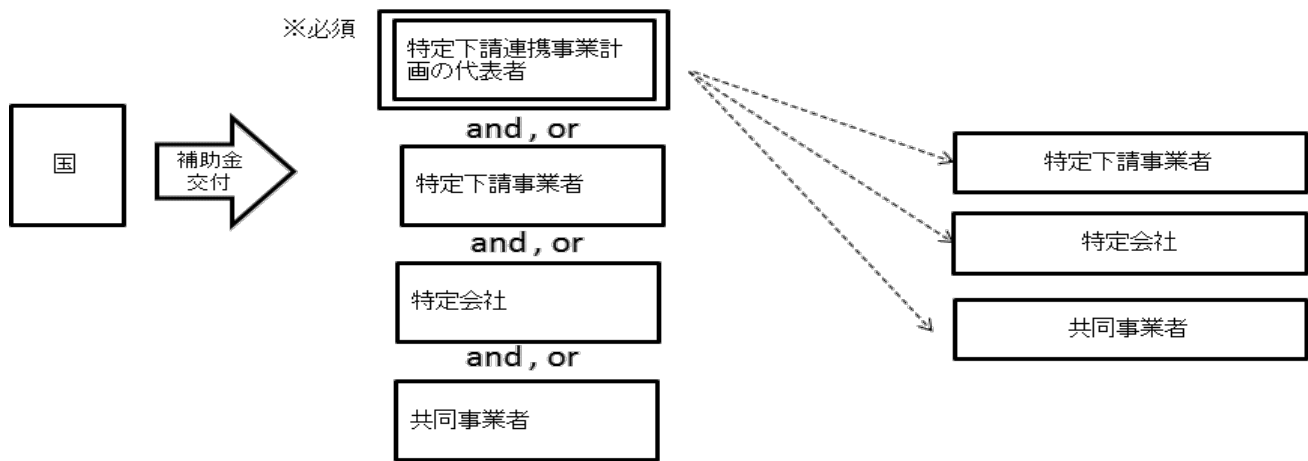 ※必須
特定下請連携事業計
画の代表者
and , or
国
補助金
交付
特定下請事業者
and , or
特定会社
and , or
共同事業者
特定下請事業者
特定会社
共同事業者